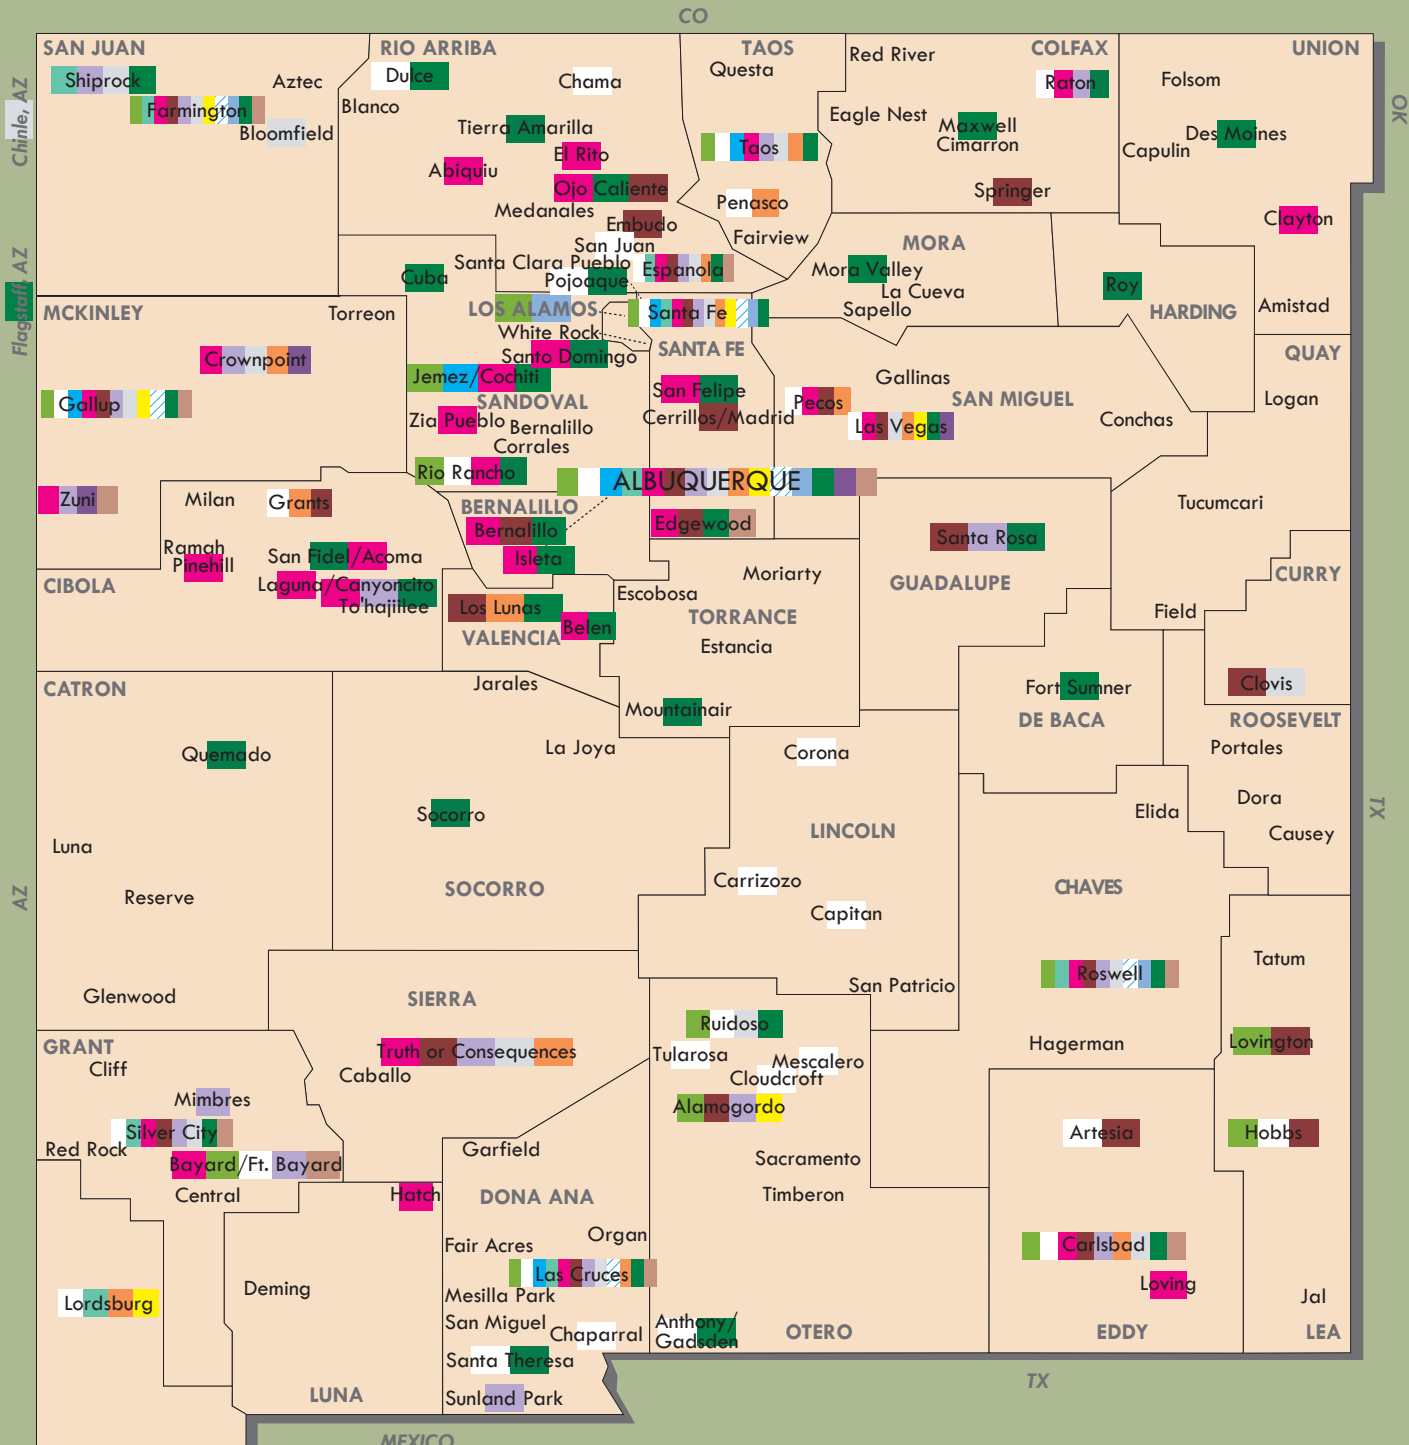 CO
SAN JUAN
RIO ARRIBA
TAOS
Red River
COLFAX
UNION
Shiprock
Aztec
Dulce
Chama
Questa
Raton
Folsom
Chinle, AZ
Farmington
Blanco
Bloomfield
Tierra Amarilla
Eagle Nest
Maxwell
Cimarron
OK
Des Moines
Capulin
Abiquiu
El Rito
Taos
Ojo Caliente
Springer
Medanales
Penasco
Embudo
Clayton
San Juan
Fairview
MORA
Santa Clara Pueblo
Espanola
Cuba
Pojoaque
Mora Valley
La Cueva
Roy
Flagstaff, AZ
MCKINLEY
Torreon
LOS ALAMOS
Santa Fe
Sapello
HARDING
Amistad
White Rock
SANTA FE
QUAY
Crownpoint
Santo Domingo
Jemez/Cochiti
Gallinas
San Felipe
Logan
Gallup
SANDOVAL
Pecos
SAN MIGUEL
Zia Pueblo
Bernalillo
Cerrillos/Madrid
Las Vegas
Conchas
Corrales
Rio Rancho
ALBUQUERQUE
Zuni
Milan
Grants
BERNALILLO
Tucumcari
Bernalillo
Edgewood
Santa Rosa
Ramah
Pinehill
San Fidel/Acoma
Isleta
CIBOLA
Laguna/Canyoncito
To'hajiilee
Escobosa
Moriarty
GUADALUPE
CURRY
Los Lunas
VALENCIA
Belen
TORRANCE
Estancia
Field
CATRON
Jarales
Mountainair
Fort Sumner
DE BACA
Clovis
ROOSEVELT
Quemado
La Joya
Corona
Portales
Socorro
LINCOLN
Elida
Dora
TX
Causey
Luna
AZ
Reserve
SOCORRO
Carrizozo
Capitan
CHAVES
Glenwood
SIERRA
San Patricio
Roswell
Tatum
GRANT
Cliff
Truth or Consequences
Caballo
Ruidoso
Tularosa
Mescalero
Cloudcroft
Hagerman
Lovington
Mimbres
Alamogordo
Silver City
Red Rock
Bayard/Ft. Bayard
Central
Garfield
Artesia
Hobbs
Sacramento
Hatch
DONA ANA
Timberon
Organ
Fair Acres
Carlsbad
Deming
Las Cruces
Loving
Lordsburg
Mesilla Park
San Miguel
Chaparral
Anthony/
Gadsden
OTERO
EDDY
Jal
LEA
Santa Theresa
LUNA
Sunland Park
TX
MEXICO